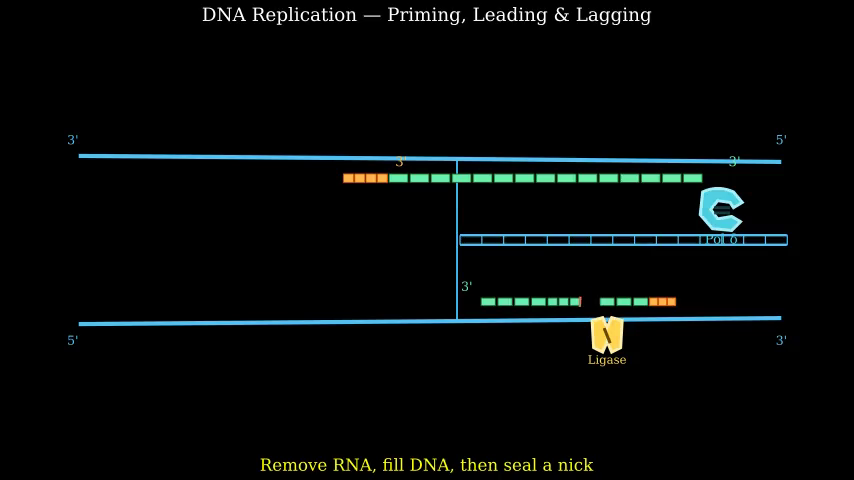 DNA Replication — Priming, Leading & Lagging
3' 5'
3' 3'
Pol δ
3'
5' 3'
Ligase
Remove RNA, fill DNA, then seal a nick